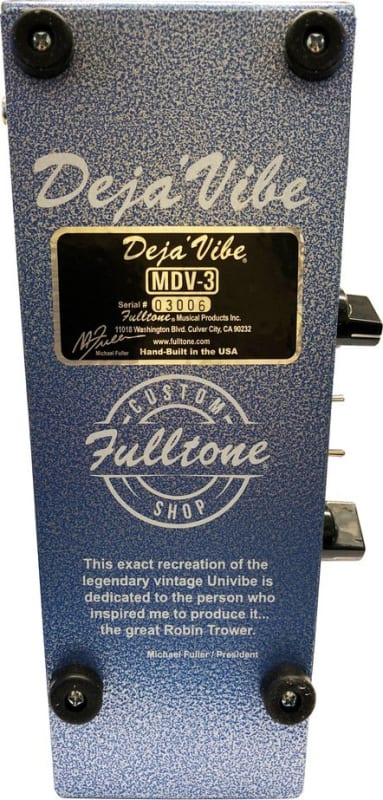 Deja'Vibe
Deja'Vibe®
MDV-3
Serial # 03006
Fulltone® Musical Products Inc.
11018 Washington Blvd. Culver City, CA 90232
www.fulltone.com
Michael Fuller Hand-Built in the USA
CUSTOM
Fulltone®
SHOP
This exact recreation of the
legendary vintage Univibe is
dedicated to the person who
inspired me to produce it...
the great Robin Trower.
Michael Fuller / President